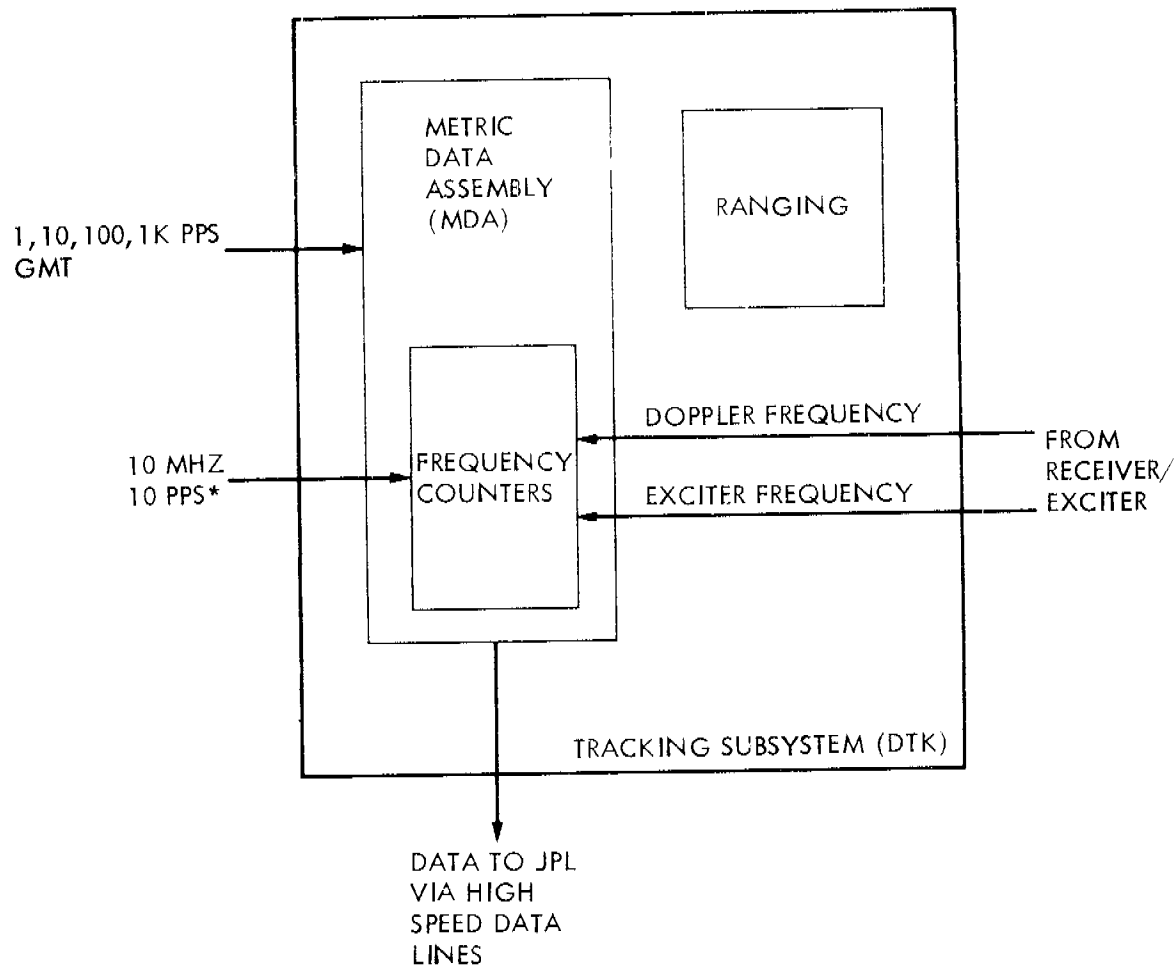 METRIC
DATA
ASSEMBLY
(MDA)
RANGING
1,10,100,1K PPS
GMT
DOPPLER FREQUENCY
10 MHZ
10 PPS*
FREQUENCY
COUNTERS
EXCITER FREQUENCY
FROM
RECEIVER/
EXCITER
TRACKING SUBSYSTEM (DTK)
DATA TO JPL
VIA HIGH
SPEED DATA
LINES